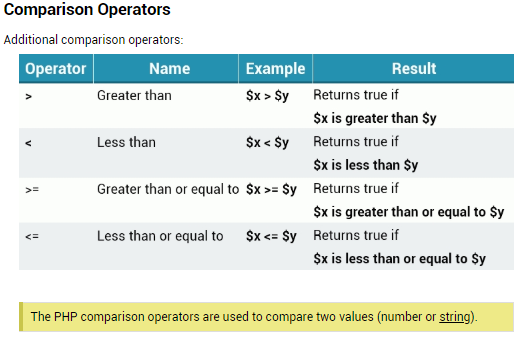 Comparison Operators
Additional comparison operators:
Operator Name Example Result
> Greater than $x > $y Returns true if
$x is greater than $y
< Less than $x < $y Returns true if
$x is less than $y
>= Greater than or equal to $x >= $y Returns true if
$x is greater than or equal to $y
<= Less than or equal to $x <= $y Returns true if
$x is less than or equal to $y
The PHP comparison operators are used to compare two values (number or string).